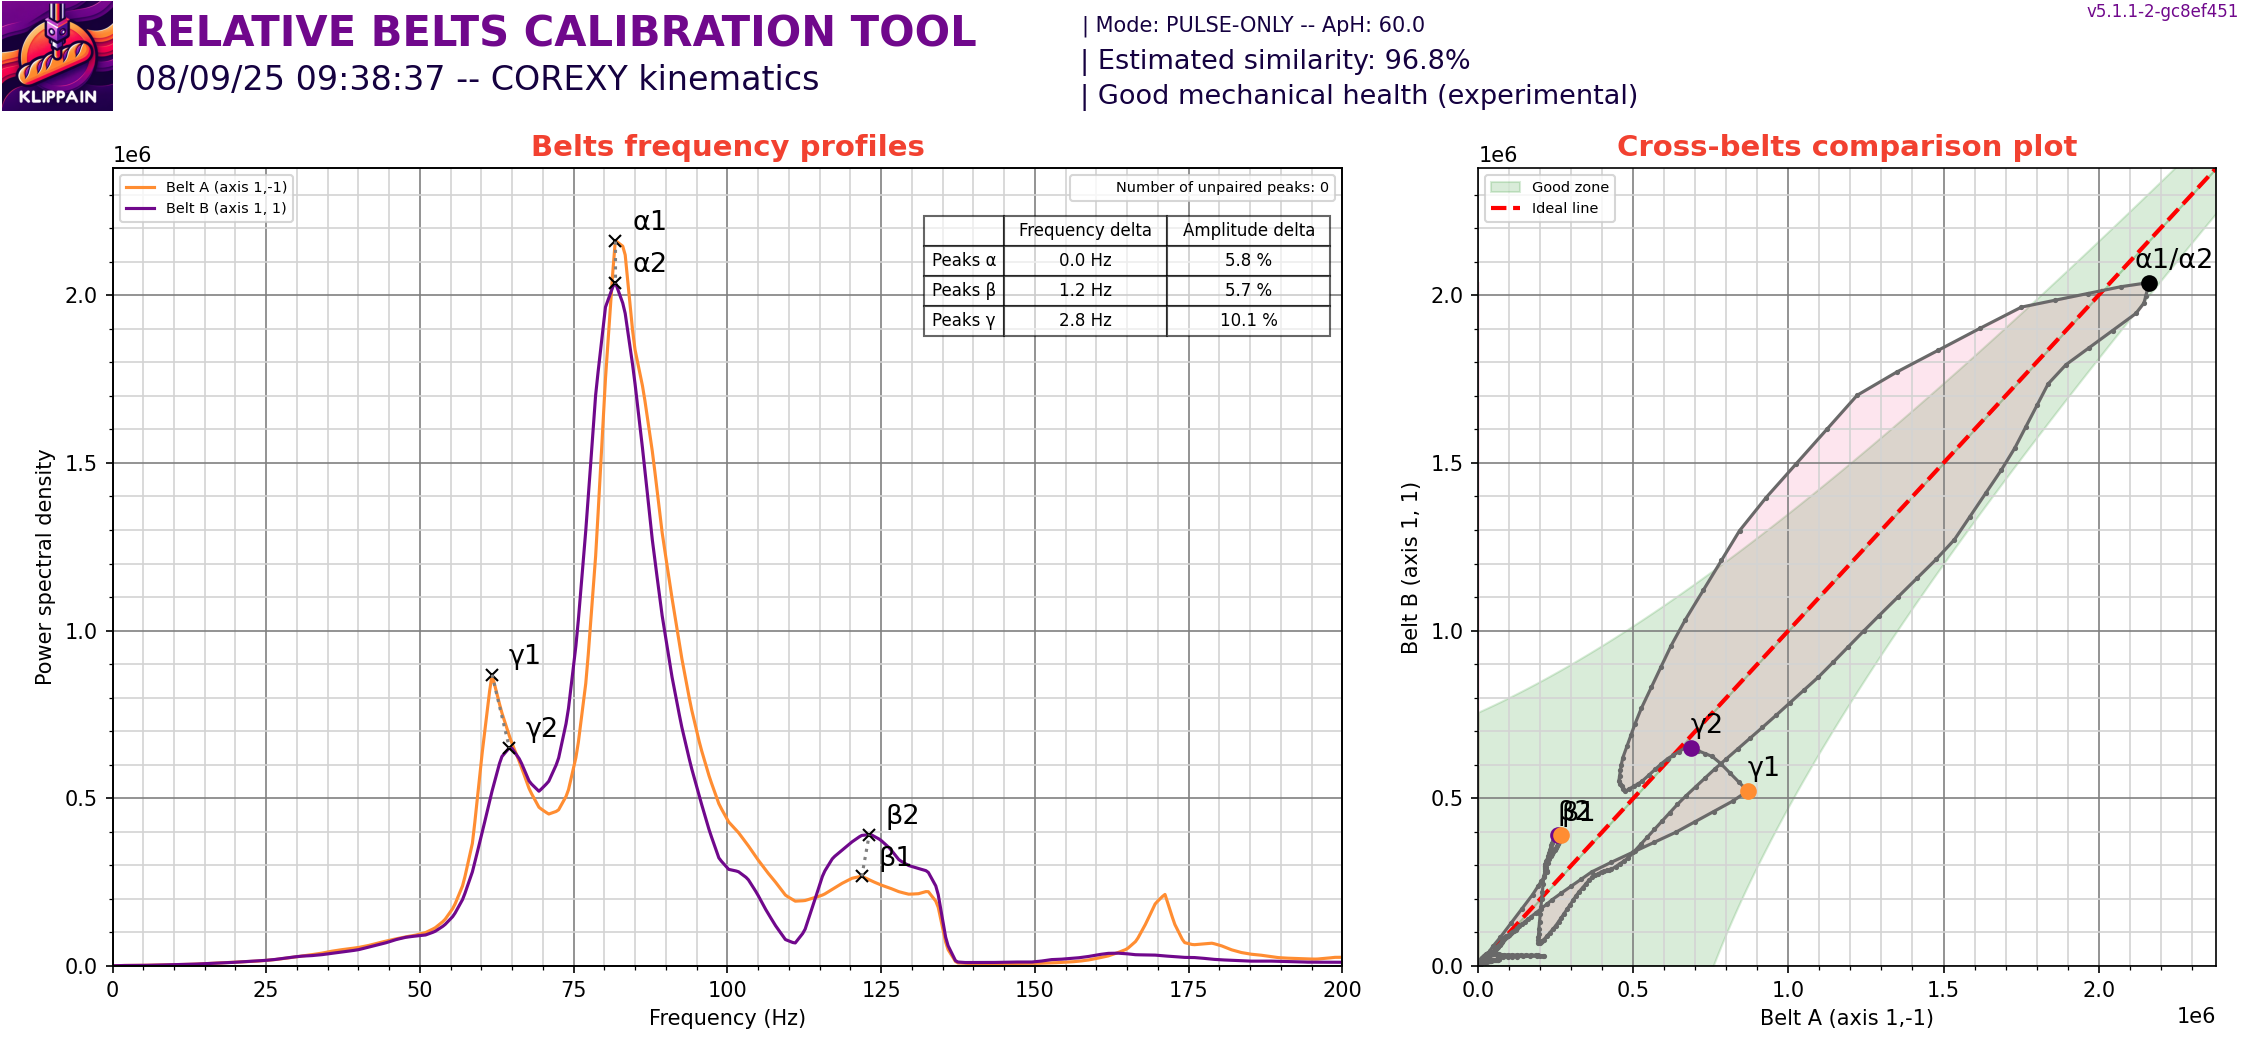 KLIPPAIN
RELATIVE BELTS CALIBRATION TOOL
08/09/25 09:38:37 -- COREXY kinematics
| Mode: PULSE-ONLY -- ApH: 60.0
| Estimated similarity: 96.8%
| Good mechanical health (experimental)
v5.1.1-2-gc8ef451
Belts frequency profiles
1e6
Belt A (axis 1,-1)
Belt B (axis 1, 1)
Number of unpaired peaks: 0
Frequency delta Amplitude delta
Peaks α 0.0 Hz 5.8 %
Peaks β 1.2 Hz 5.7 %
Peaks γ 2.8 Hz 10.1 %
α1
α2
γ1
γ2
β2
β1
Power spectral density
2.0
1.5
1.0
0.5
0.0
0 25 50 75 100 125 150 175 200
Frequency (Hz)
Cross-belts comparison plot
1e6
Good zone
Ideal line
α1/α2
γ2
γ1
β2
β1
Belt B (axis 1, 1)
2.0
1.5
1.0
0.5
0.0
0.0 0.5 1.0 1.5 2.0
Belt A (axis 1,-1)
1e6